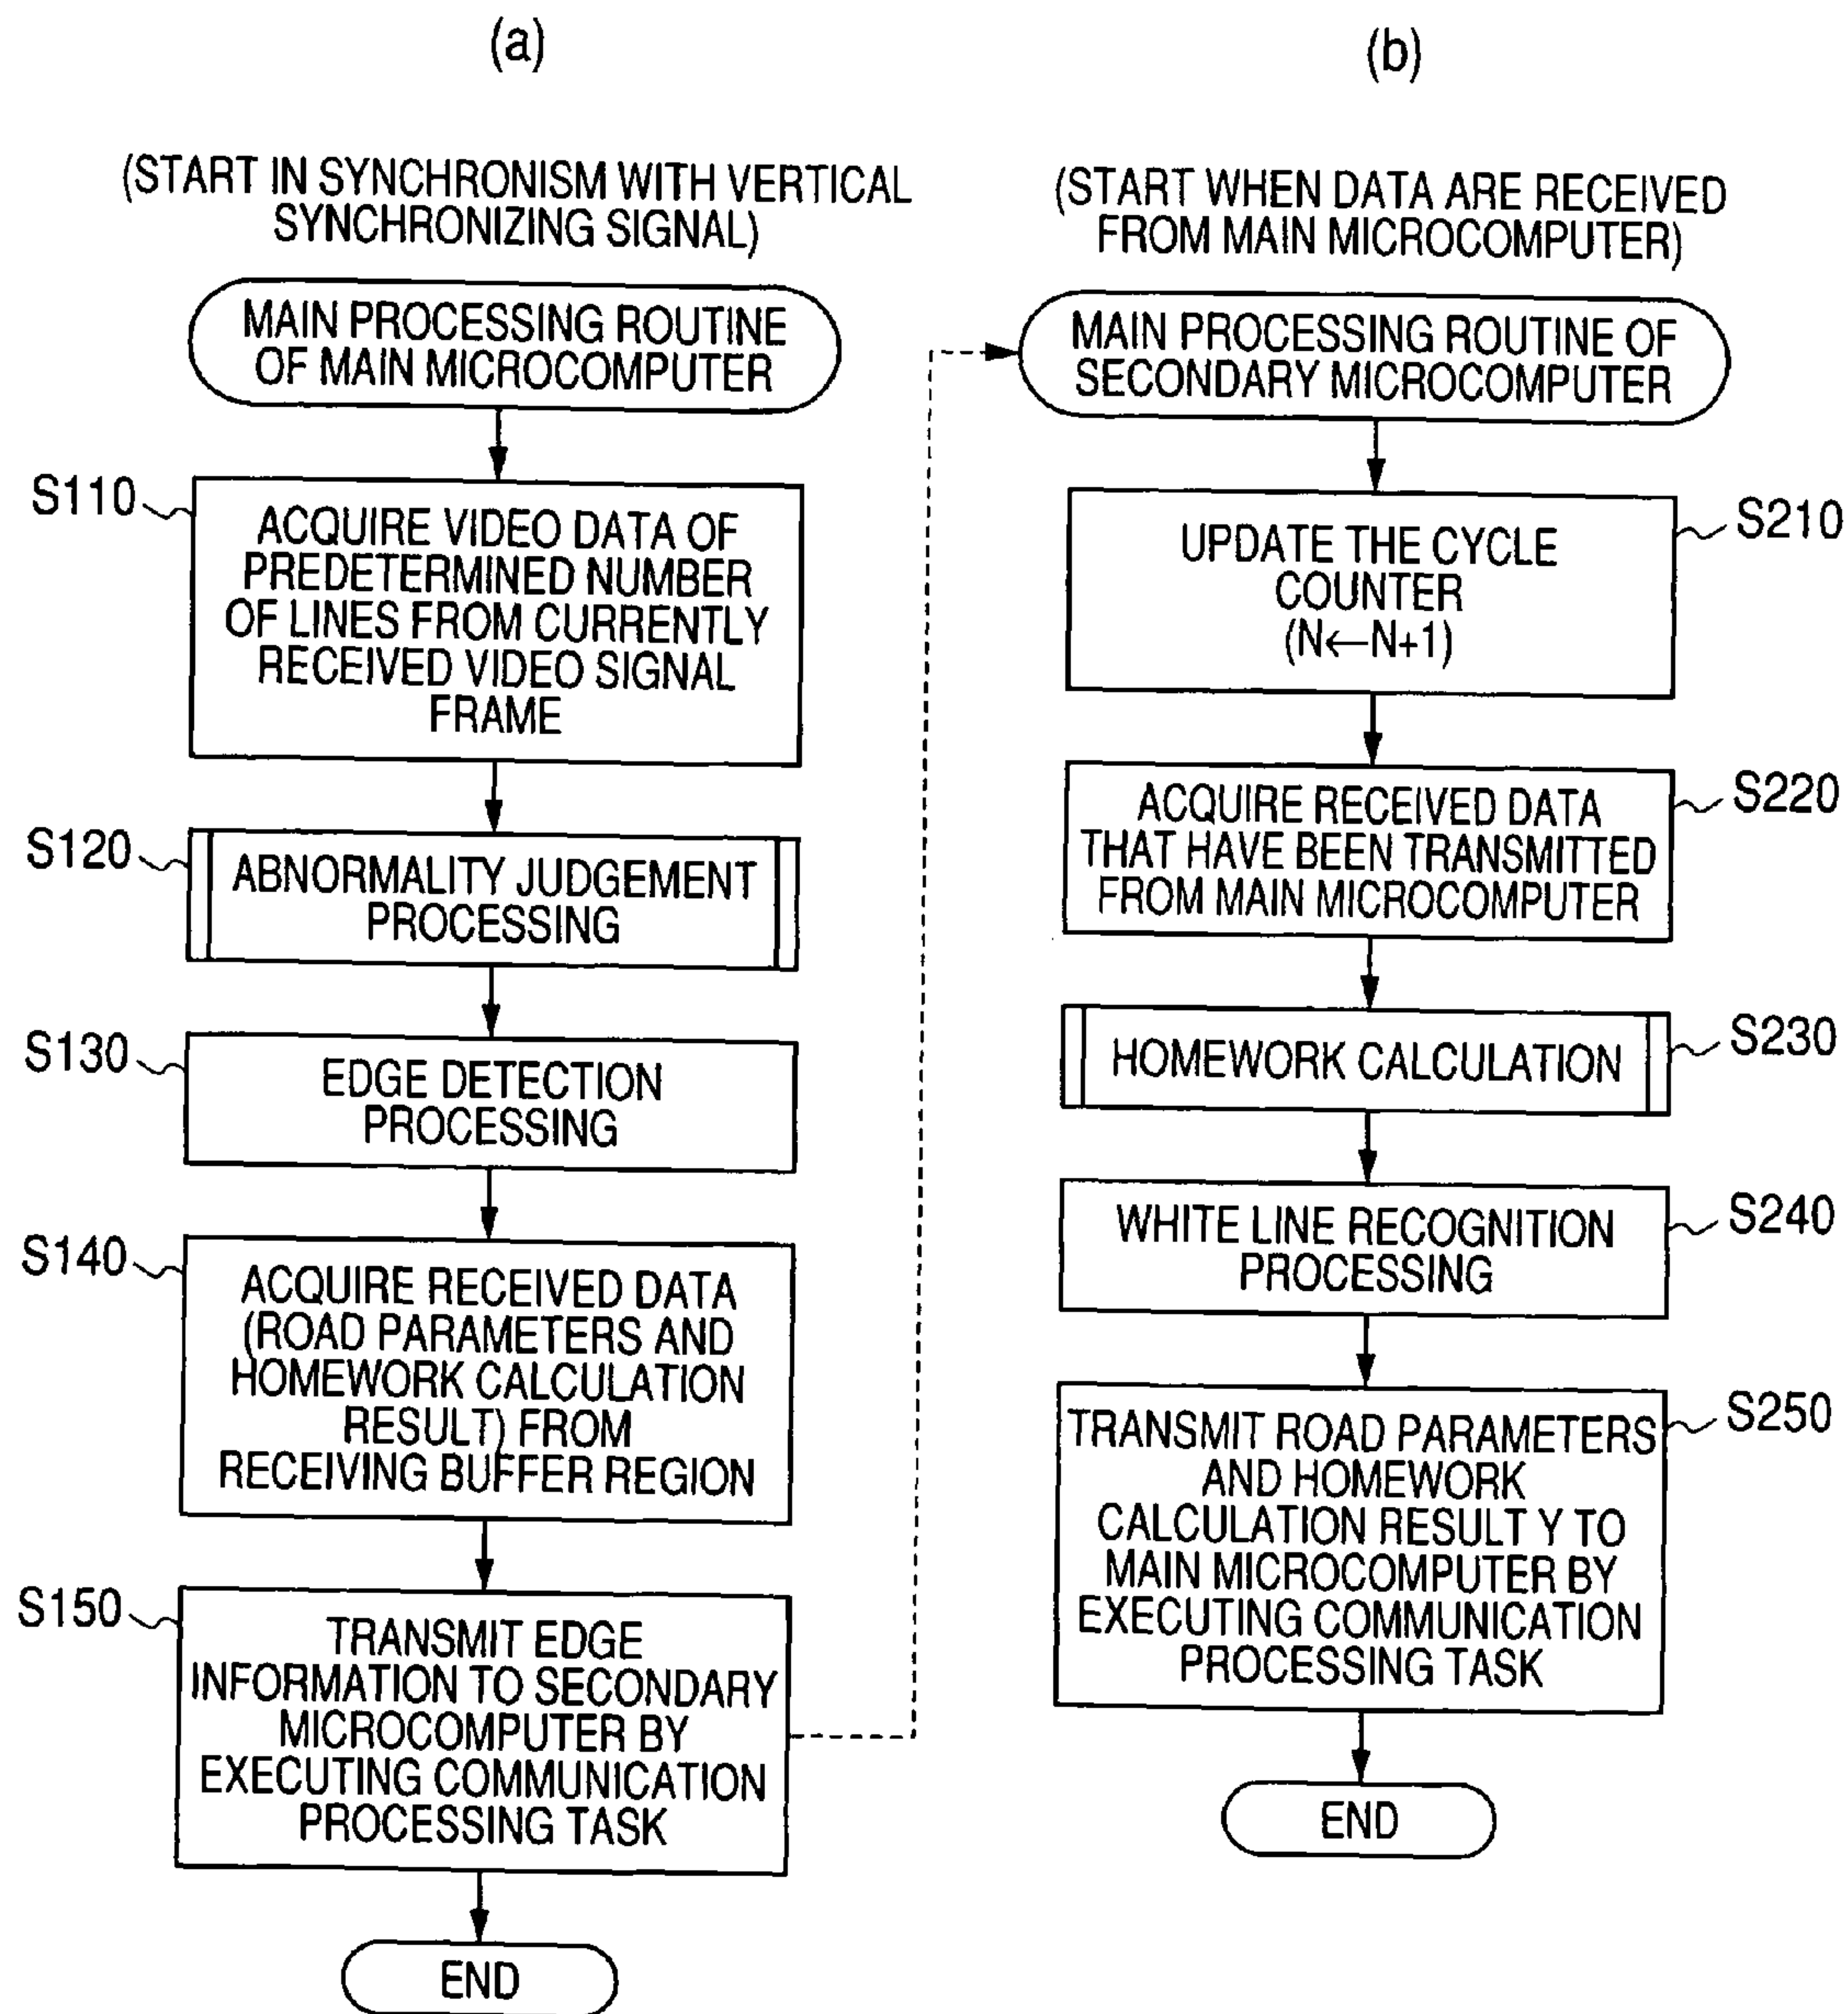 (a)
(START IN SYNCHRONISM WITH VERTICAL
SYNCHRONIZING SIGNAL)
MAIN PROCESSING ROUTINE
OF MAIN MICROCOMPUTER
S110
ACQUIRE VIDEO DATA OF
PREDETERMINED NUMBER
OF LINES FROM CURRENTLY
RECEIVED VIDEO SIGNAL
FRAME
S120
ABNORMALITY JUDGEMENT
PROCESSING
S130
EDGE DETECTION
PROCESSING
S140
ACQUIRE RECEIVED DATA
(ROAD PARAMETERS AND
HOMEWORK CALCULATION
RESULT) FROM
RECEIVING BUFFER REGION
S150
TRANSMIT EDGE
INFORMATION TO SECONDARY
MICROCOMPUTER BY
EXECUTING COMMUNICATION
PROCESSING TASK
END
(b)
(START WHEN DATA ARE RECEIVED
FROM MAIN MICROCOMPUTER)
MAIN PROCESSING ROUTINE OF
SECONDARY MICROCOMPUTER
S210
UPDATE THE CYCLE
COUNTER
(N←N+1)
S220
ACQUIRE RECEIVED DATA
THAT HAVE BEEN TRANSMITTED
FROM MAIN MICROCOMPUTER
S230
HOMEWORK CALCULATION
S240
WHITE LINE RECOGNITION
PROCESSING
S250
TRANSMIT ROAD PARAMETERS
AND HOMEWORK
CALCULATION RESULT Y TO
MAIN MICROCOMPUTER BY
EXECUTING COMMUNICATION
PROCESSING TASK
END